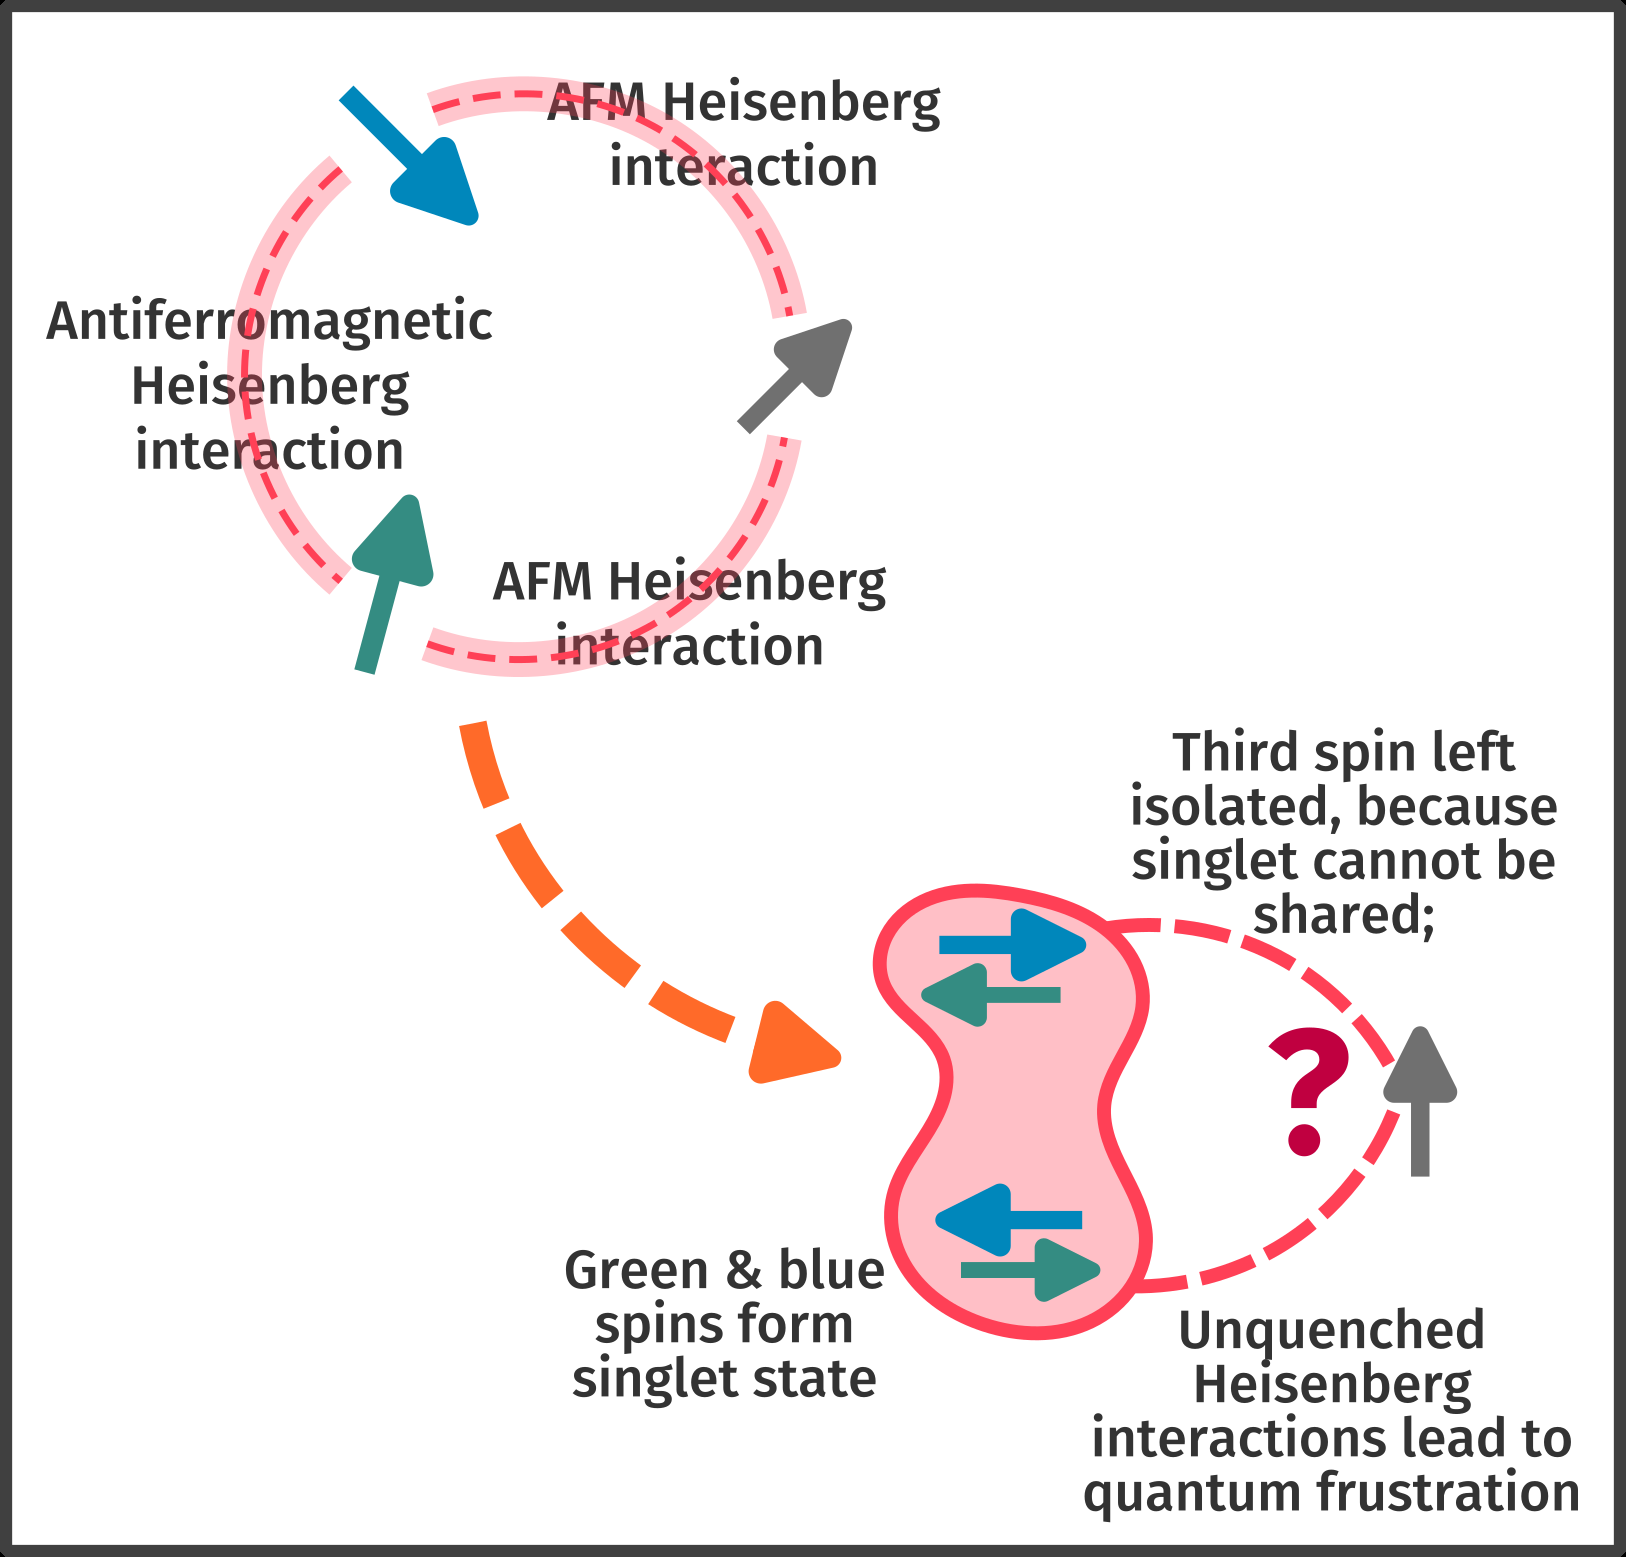 AFM Heisenberg
interaction
Antiferromagnetic
Heisenberg
interaction
AFM Heisenberg
interaction
Third spin left
isolated, because
singlet cannot be
shared;
?
Green & blue
spins form
singlet state
Unquenched
Heisenberg
interactions lead to
quantum frustration